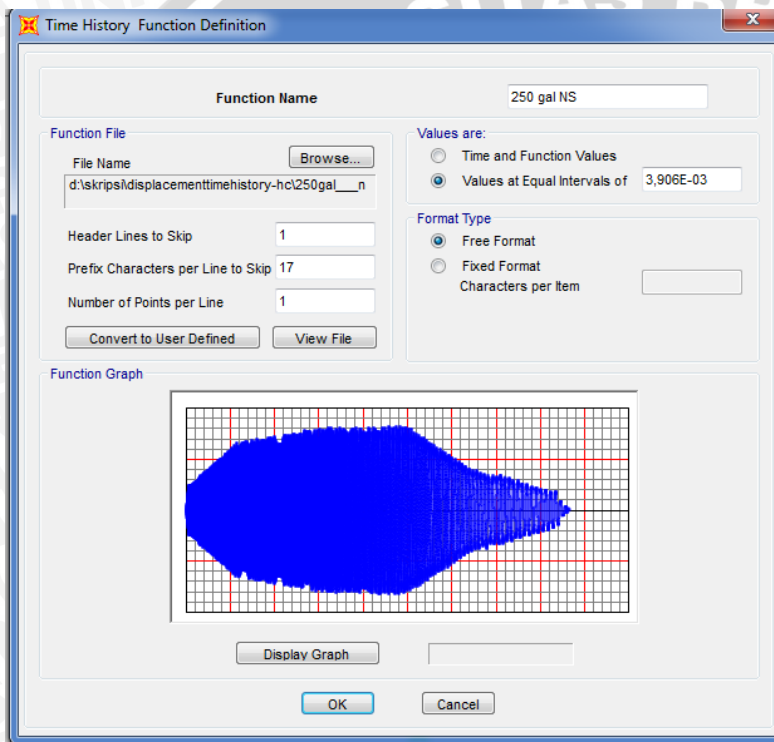 Time History Function Definition
Function Name
250 gal NS
Function File
File Name
Browse...
d:\skripsi\displacementtimehistory-hc\250gal___n
Header Lines to Skip
1
Prefix Characters per Line to Skip
17
Number of Points per Line
1
Convert to User Defined
View File
Values are:
Time and Function Values
Values at Equal Intervals of
3,906E-03
Format Type
Free Format
Fixed Format
Characters per Item
Function Graph
Display Graph
OK
Cancel